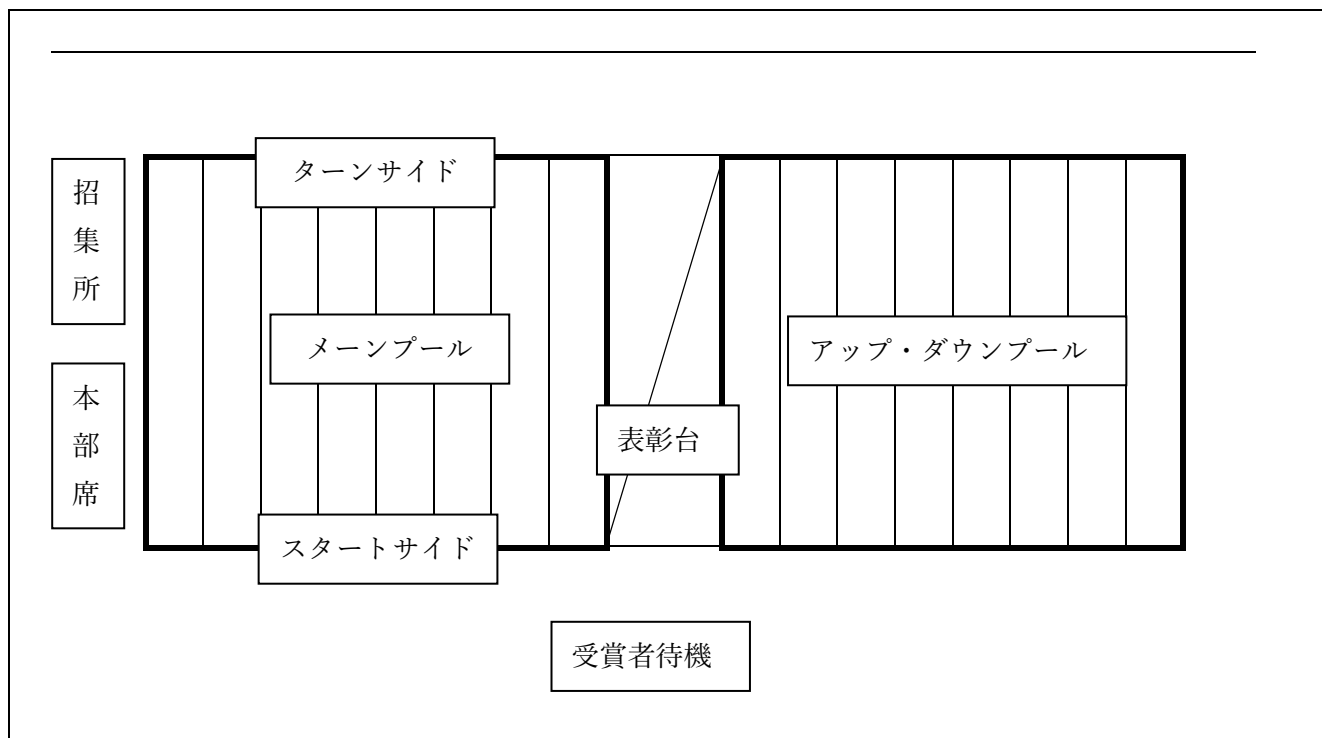 ターンサイド
招集所
メーンプール
アップ・ダウンプール
本部席
表彰台
スタートサイド
受賞者待機